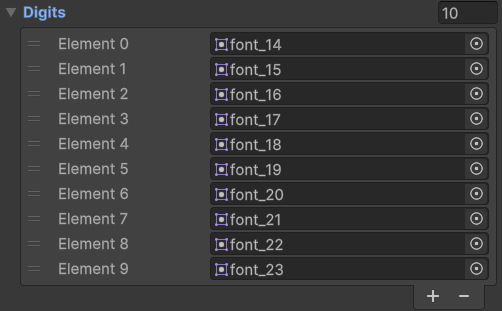 Digits 10
Element 0 font_14
Element 1 font_15
Element 2 font_16
Element 3 font_17
Element 4 font_18
Element 5 font_19
Element 6 font_20
Element 7 font_21
Element 8 font_22
Element 9 font_23